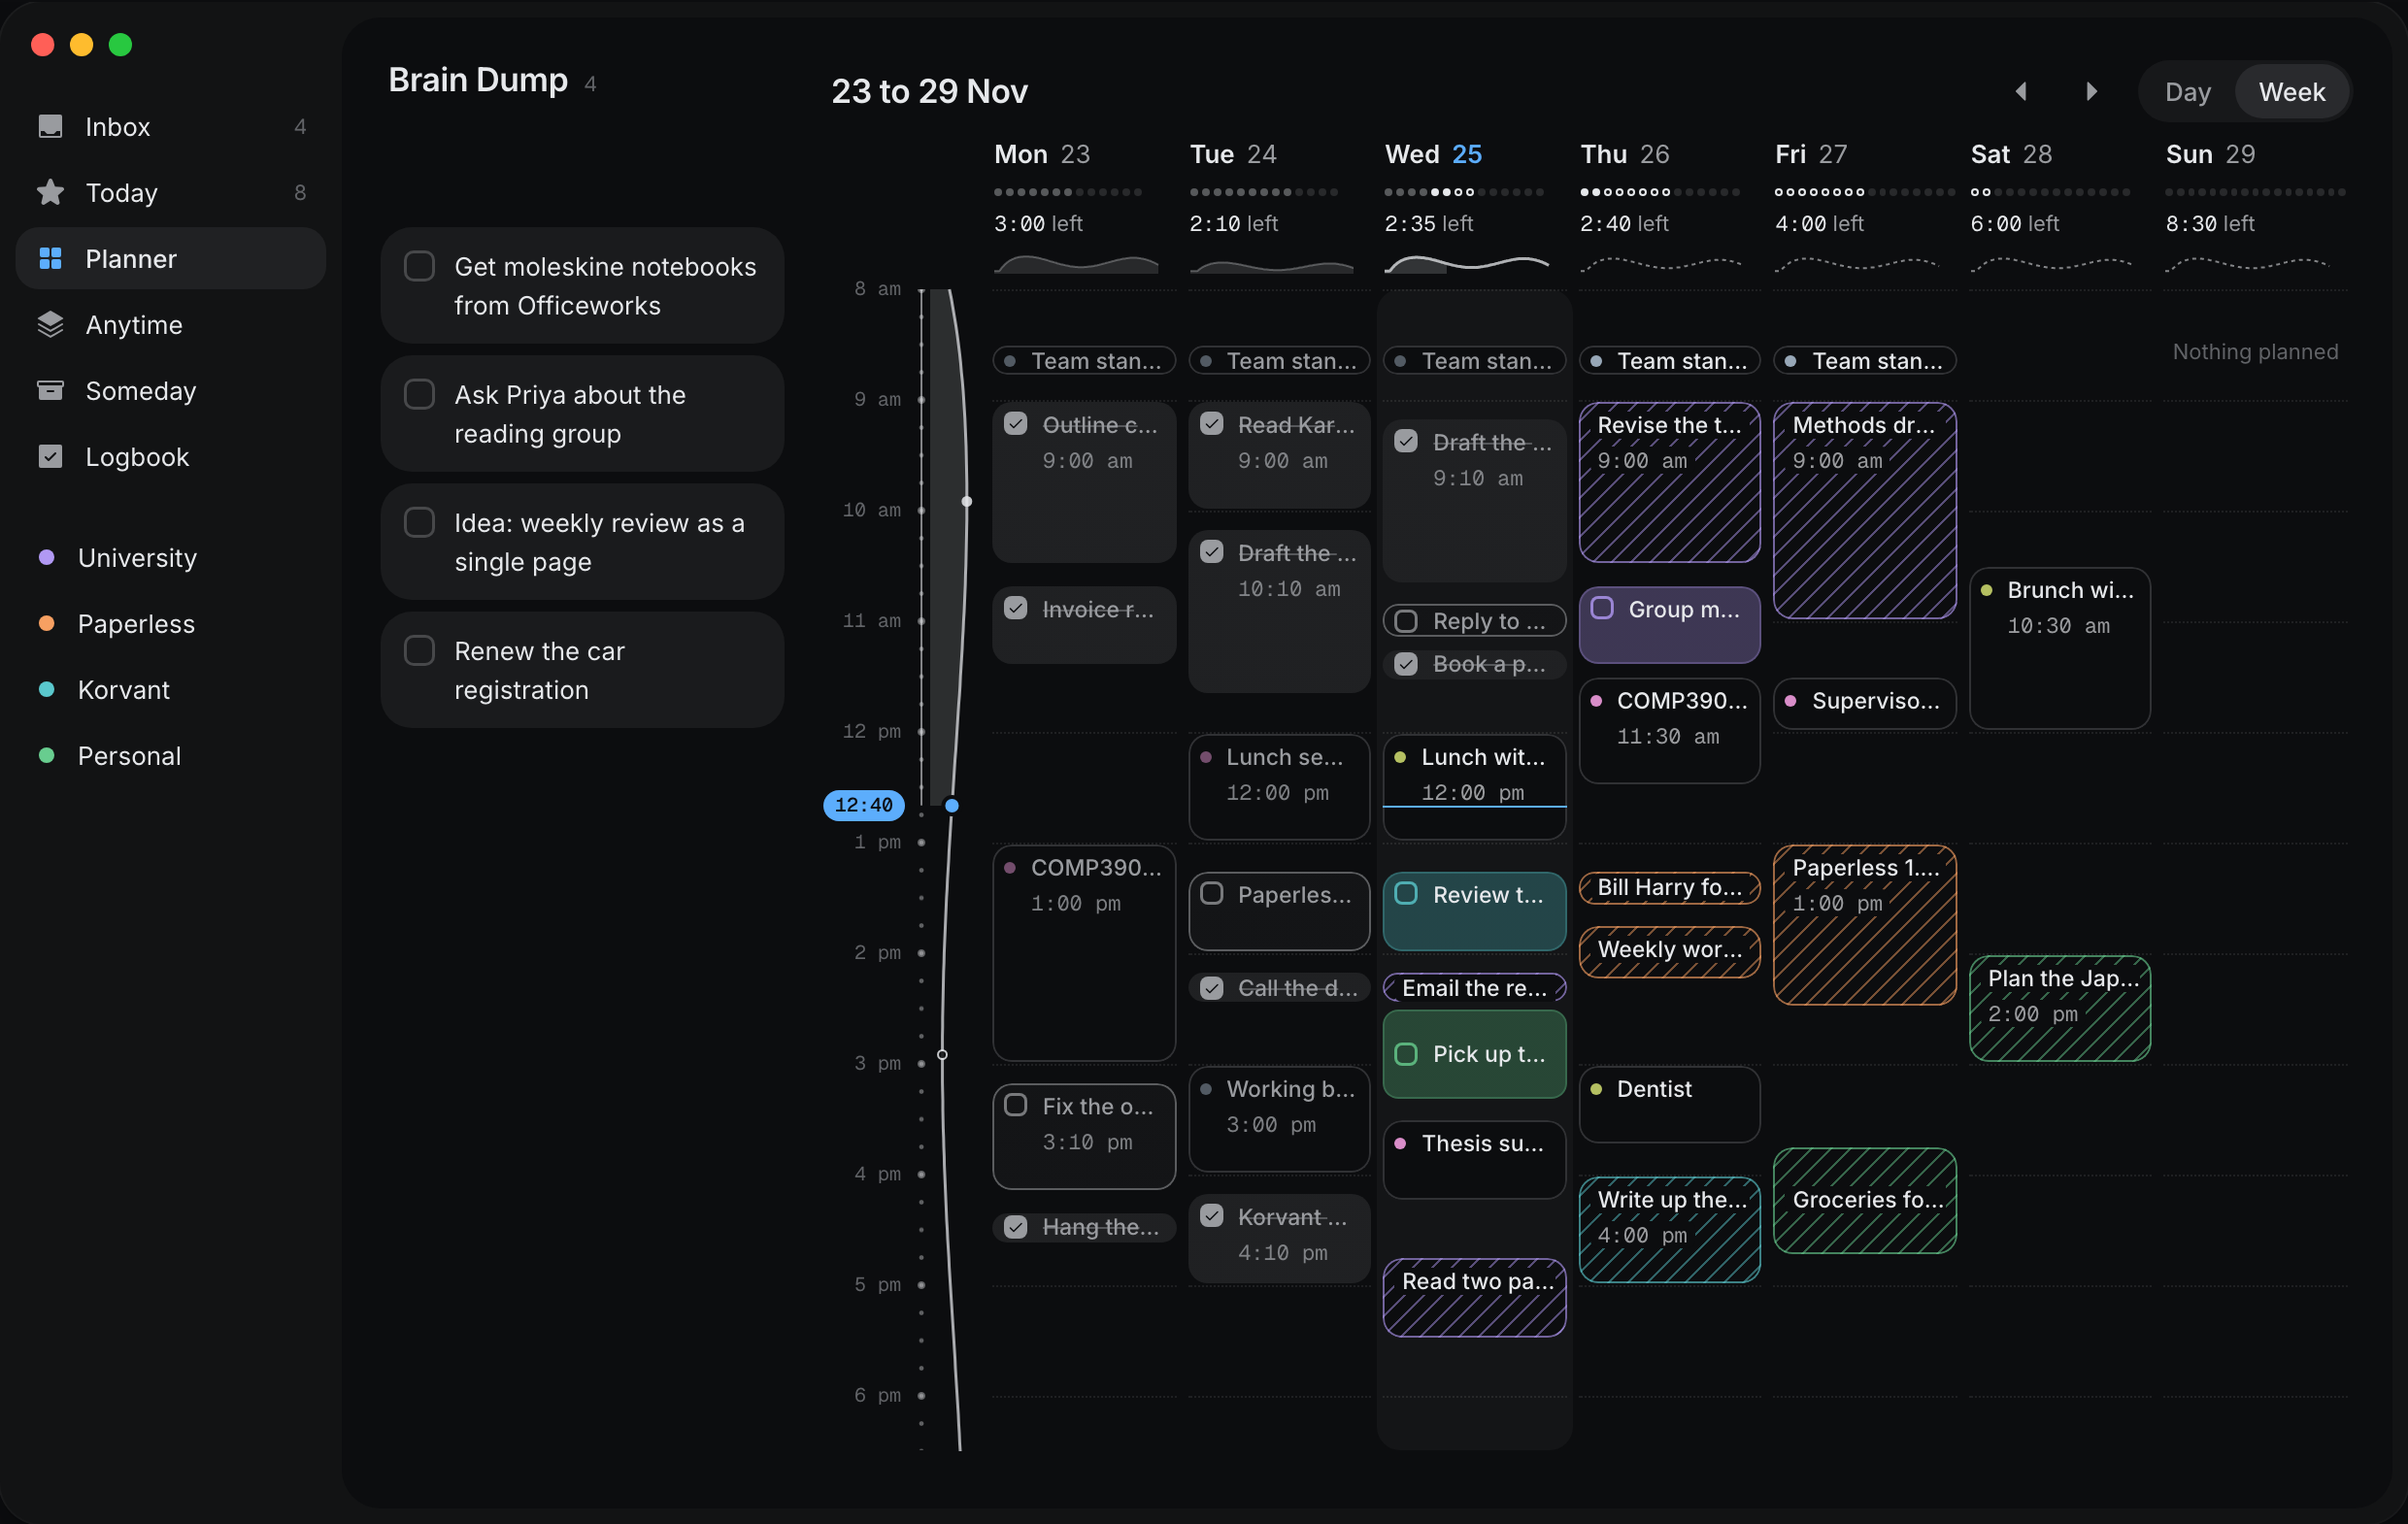 Inbox 4
Today 8
Planner
Anytime
Someday
Logbook
University
Paperless
Korvant
Personal
Brain Dump 4
Get moleskine notebooks
from Officeworks
Ask Priya about the
reading group
Idea: weekly review as a
single page
Renew the car
registration
23 to 29 Nov
Day Week
Mon 23
3:00 left
Tue 24
2:10 left
Wed 25
2:35 left
Thu 26
2:40 left
Fri 27
4:00 left
Sat 28
6:00 left
Sun 29
8:30 left
8 am
9 am
10 am
11 am
12 pm
12:40
1 pm
2 pm
3 pm
4 pm
5 pm
6 pm
Team stan...
Outline c...
9:00 am
Invoice r...
COMP390...
1:00 pm
Fix the o...
3:10 pm
Hang the...
Team stan...
Read Kar...
9:00 am
Draft the ...
10:10 am
Lunch se...
12:00 pm
Paperles...
Call the d...
Working b...
3:00 pm
Korvant ...
4:10 pm
Team stan...
Draft the ...
9:10 am
Reply to ...
Book a p...
Lunch wit...
12:00 pm
Review t...
Email the re...
Pick up t...
Thesis su...
Read two pa...
Team stan...
Revise the t...
9:00 am
Group m...
COMP390...
11:30 am
Bill Harry fo...
Weekly wor...
Dentist
Write up the...
4:00 pm
Team stan...
Methods dr...
9:00 am
Superviso...
Paperless 1....
1:00 pm
Groceries fo...
Brunch wi...
10:30 am
Plan the Jap...
2:00 pm
Nothing planned